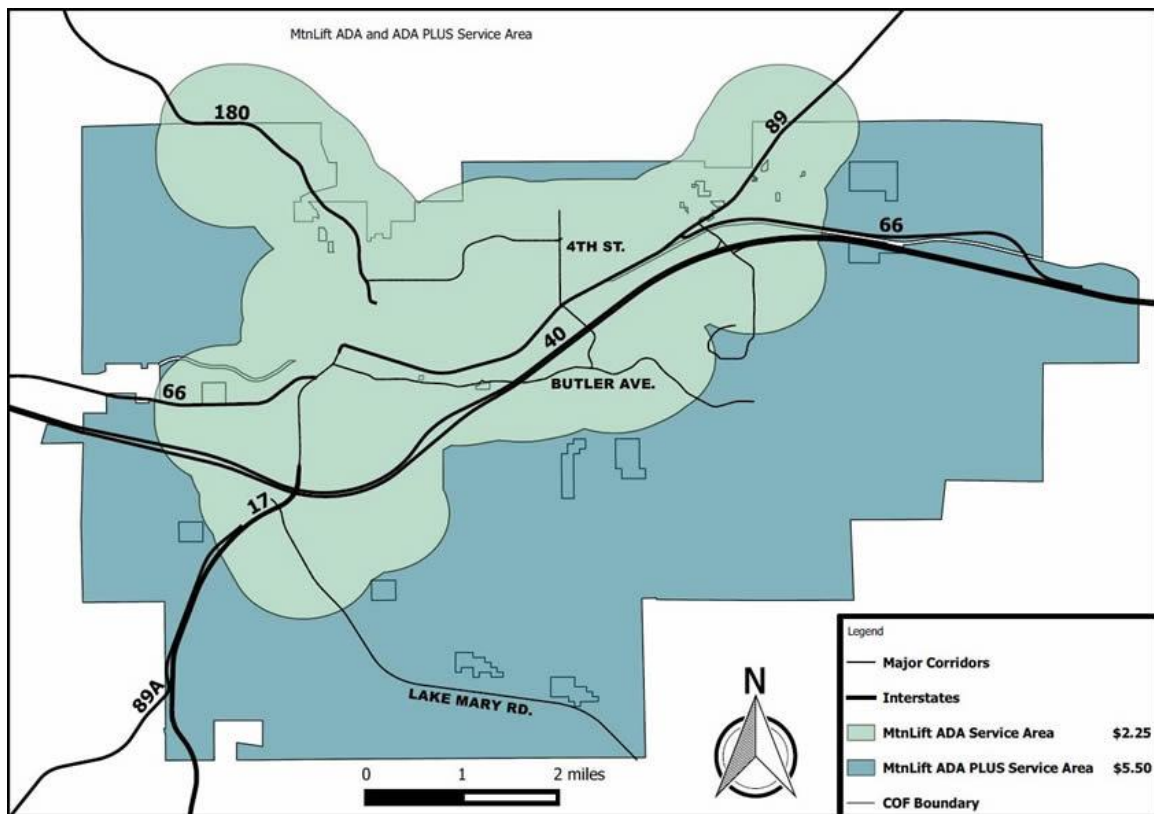 MtnLift ADA and ADA PLUS Service Area
180
89
66
4TH ST.
40
BUTLER AVE.
66
17
89A
LAKE MARY RD.
0 1 2 miles
N
Legend
Major Corridors
Interstates
MtnLift ADA Service Area $2.25
MtnLift ADA PLUS Service Area $5.50
COF Boundary